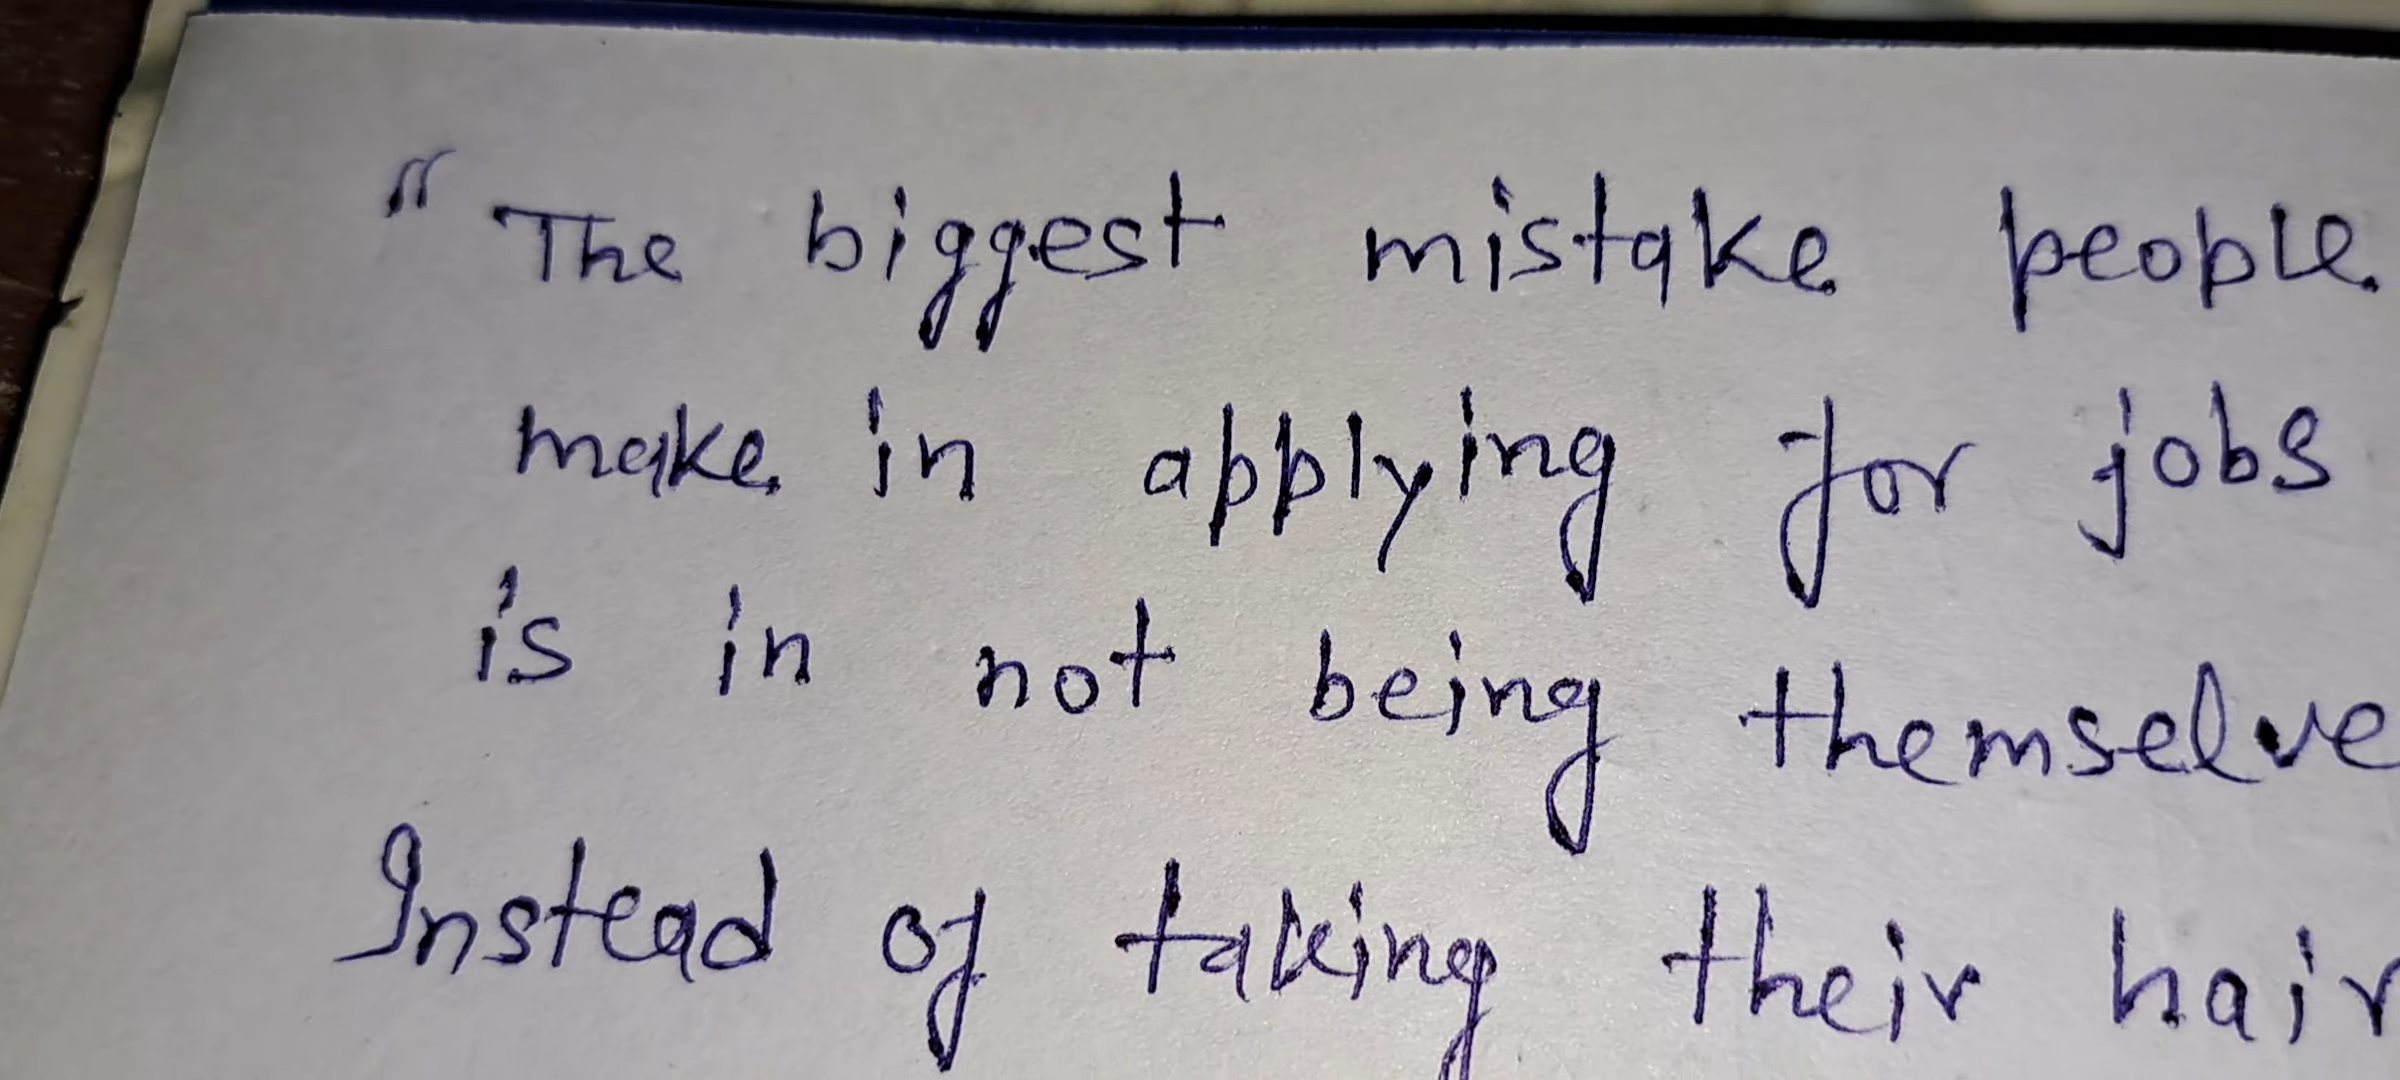 "The biggest mistake people
make in applying for jobs
is in not being themselve
Instead of taking their hair